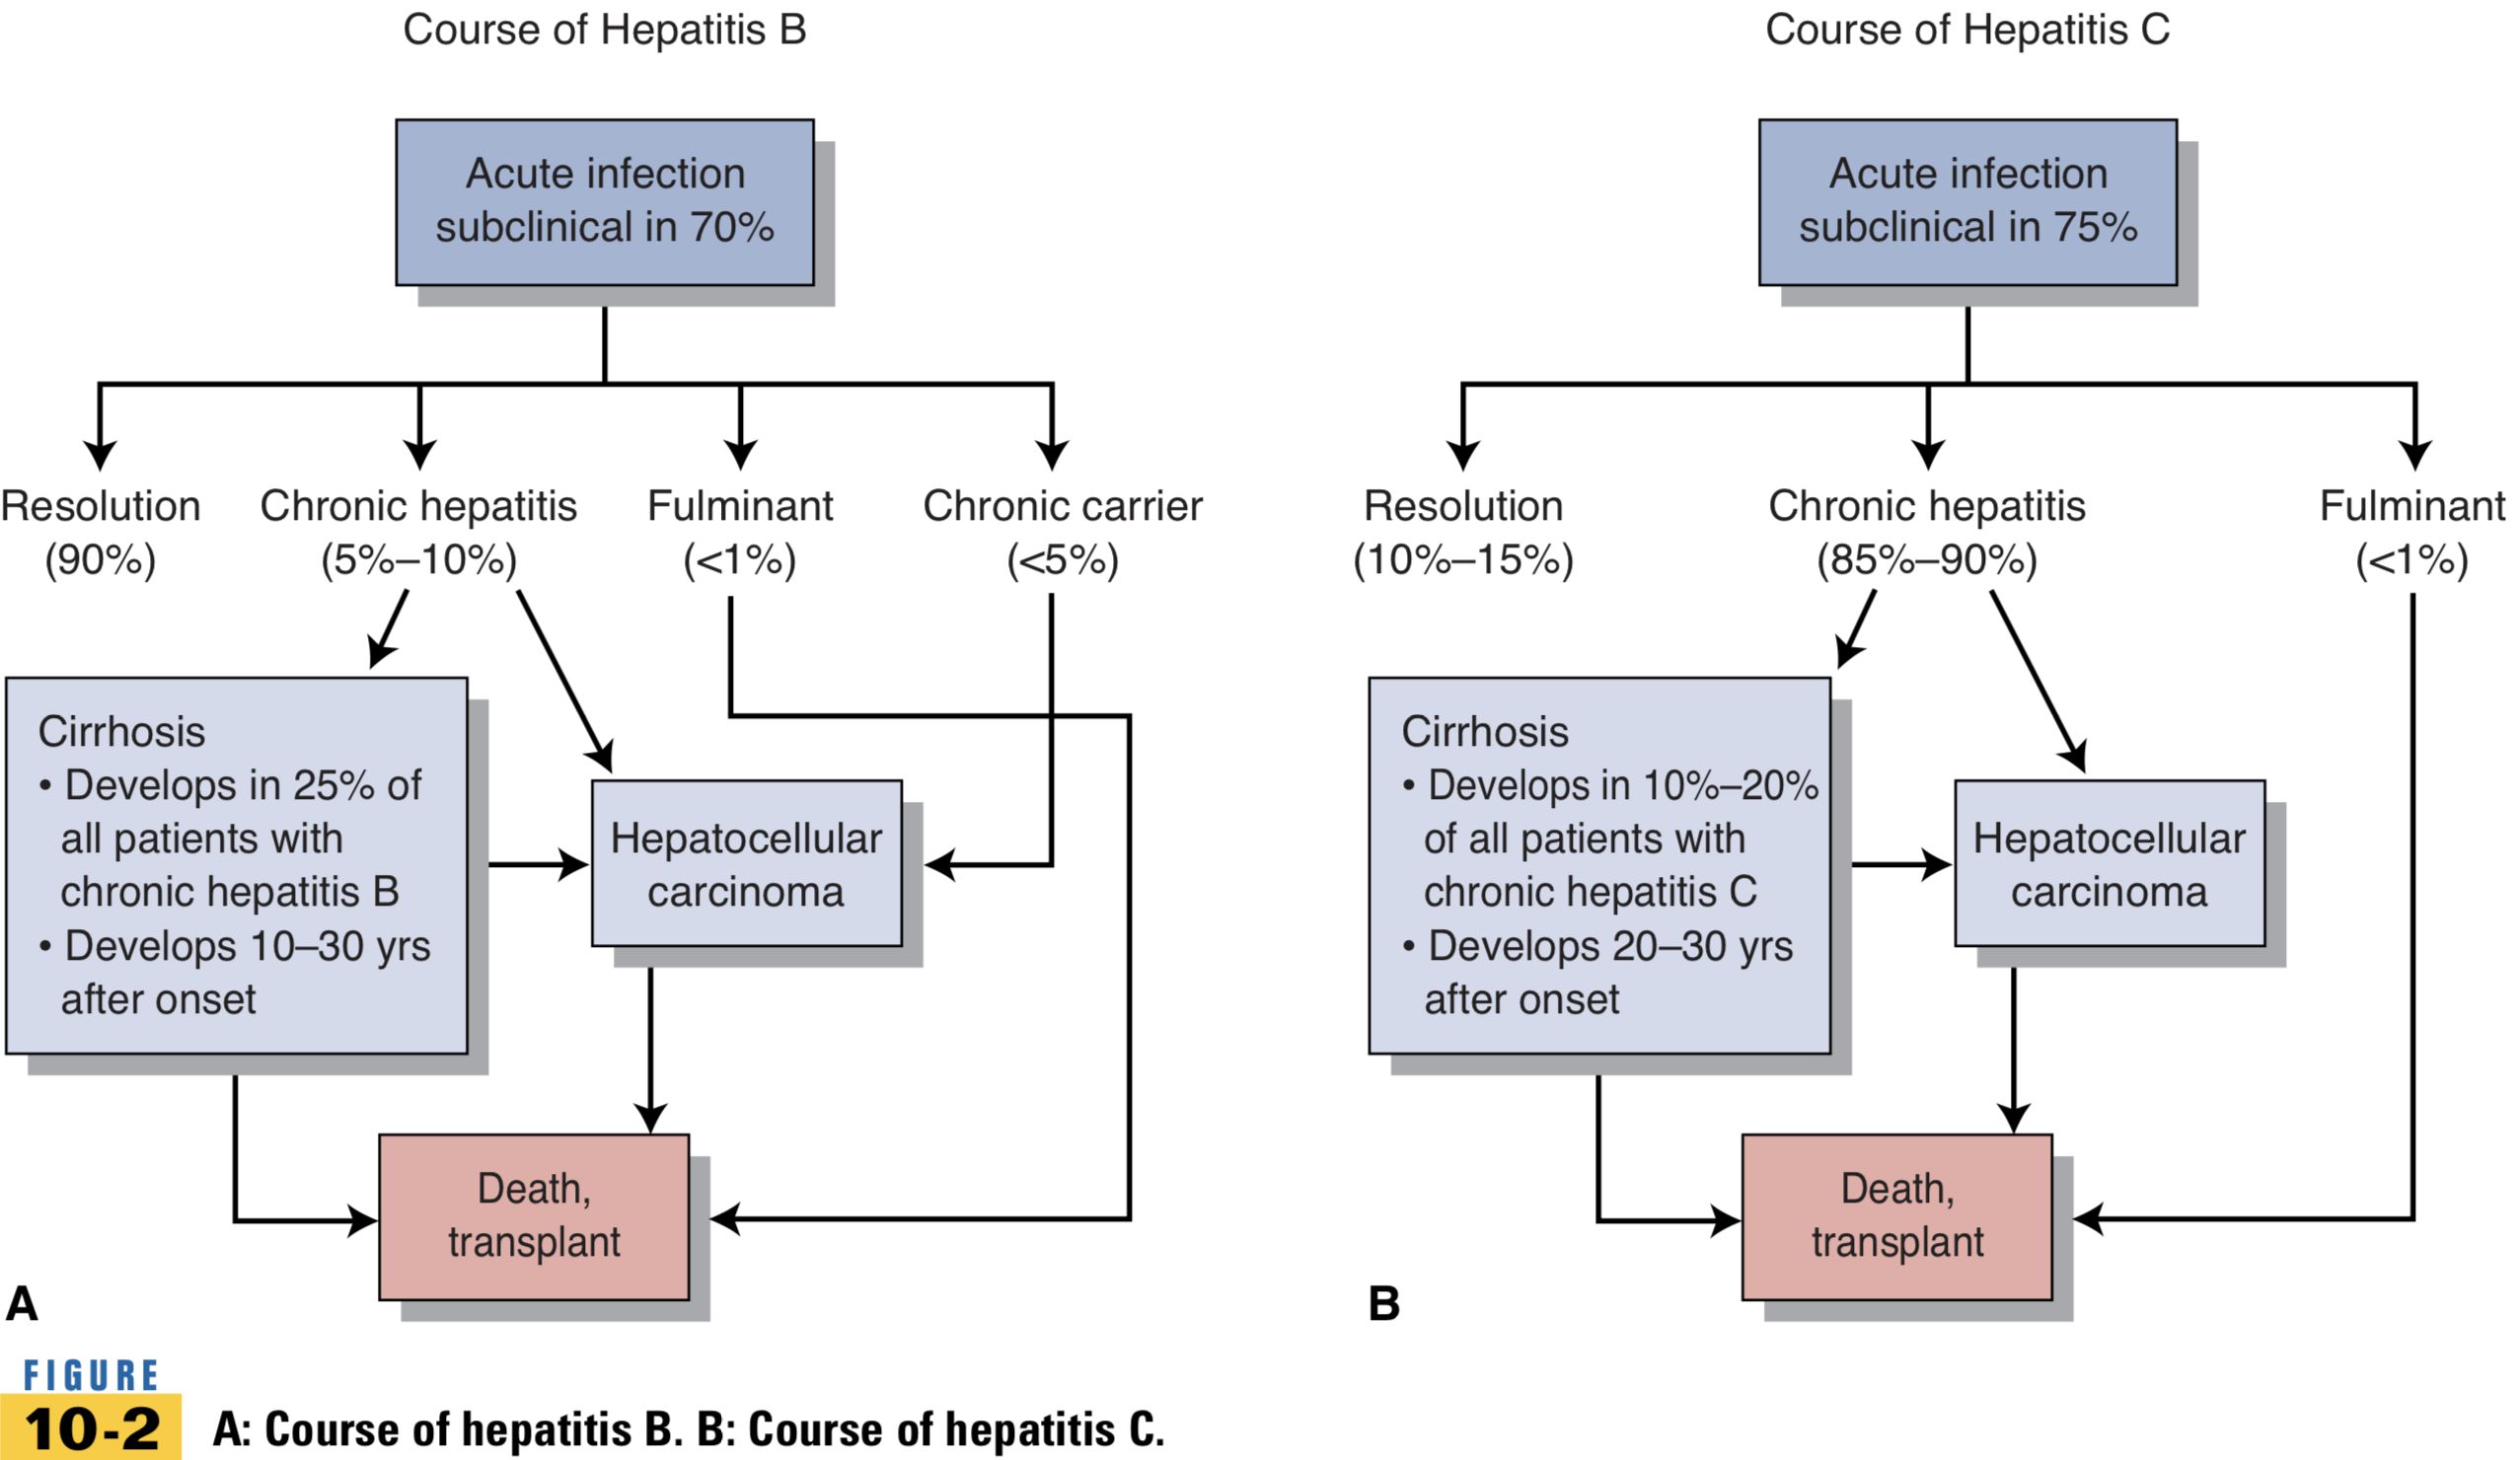 Course of Hepatitis B
Acute infection
subclinical in 70%
Resolution
(90%)
Chronic hepatitis
(5%–10%)
Fulminant
(<1%)
Chronic carrier
(<5%)
Cirrhosis
• Develops in 25% of
all patients with
chronic hepatitis B
• Develops 10–30 yrs
after onset
Hepatocellular
carcinoma
Death,
transplant
A
Course of Hepatitis C
Acute infection
subclinical in 75%
Resolution
(10%–15%)
Chronic hepatitis
(85%–90%)
Fulminant
(<1%)
Cirrhosis
• Develops in 10%–20%
of all patients with
chronic hepatitis C
• Develops 20–30 yrs
after onset
Hepatocellular
carcinoma
Death,
transplant
B
FIGURE
10-2
A: Course of hepatitis B. B: Course of hepatitis C.